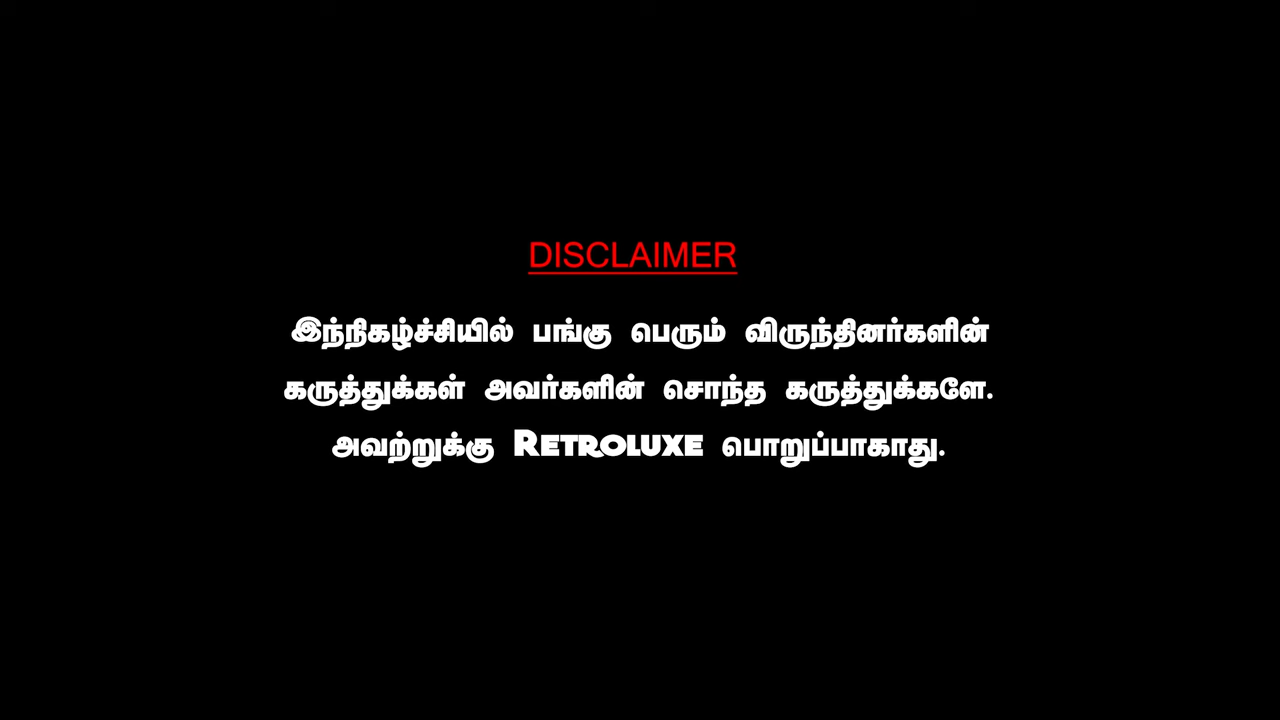 DISCLAIMER
இந்நிகழ்ச்சியில் பங்கு பெரும் விருந்தினர்களின்
கருத்துக்கள் அவர்களின் சொந்த கருத்துக்களே.
அவற்றுக்கு RETROLUXE பொறுப்பாகாது.